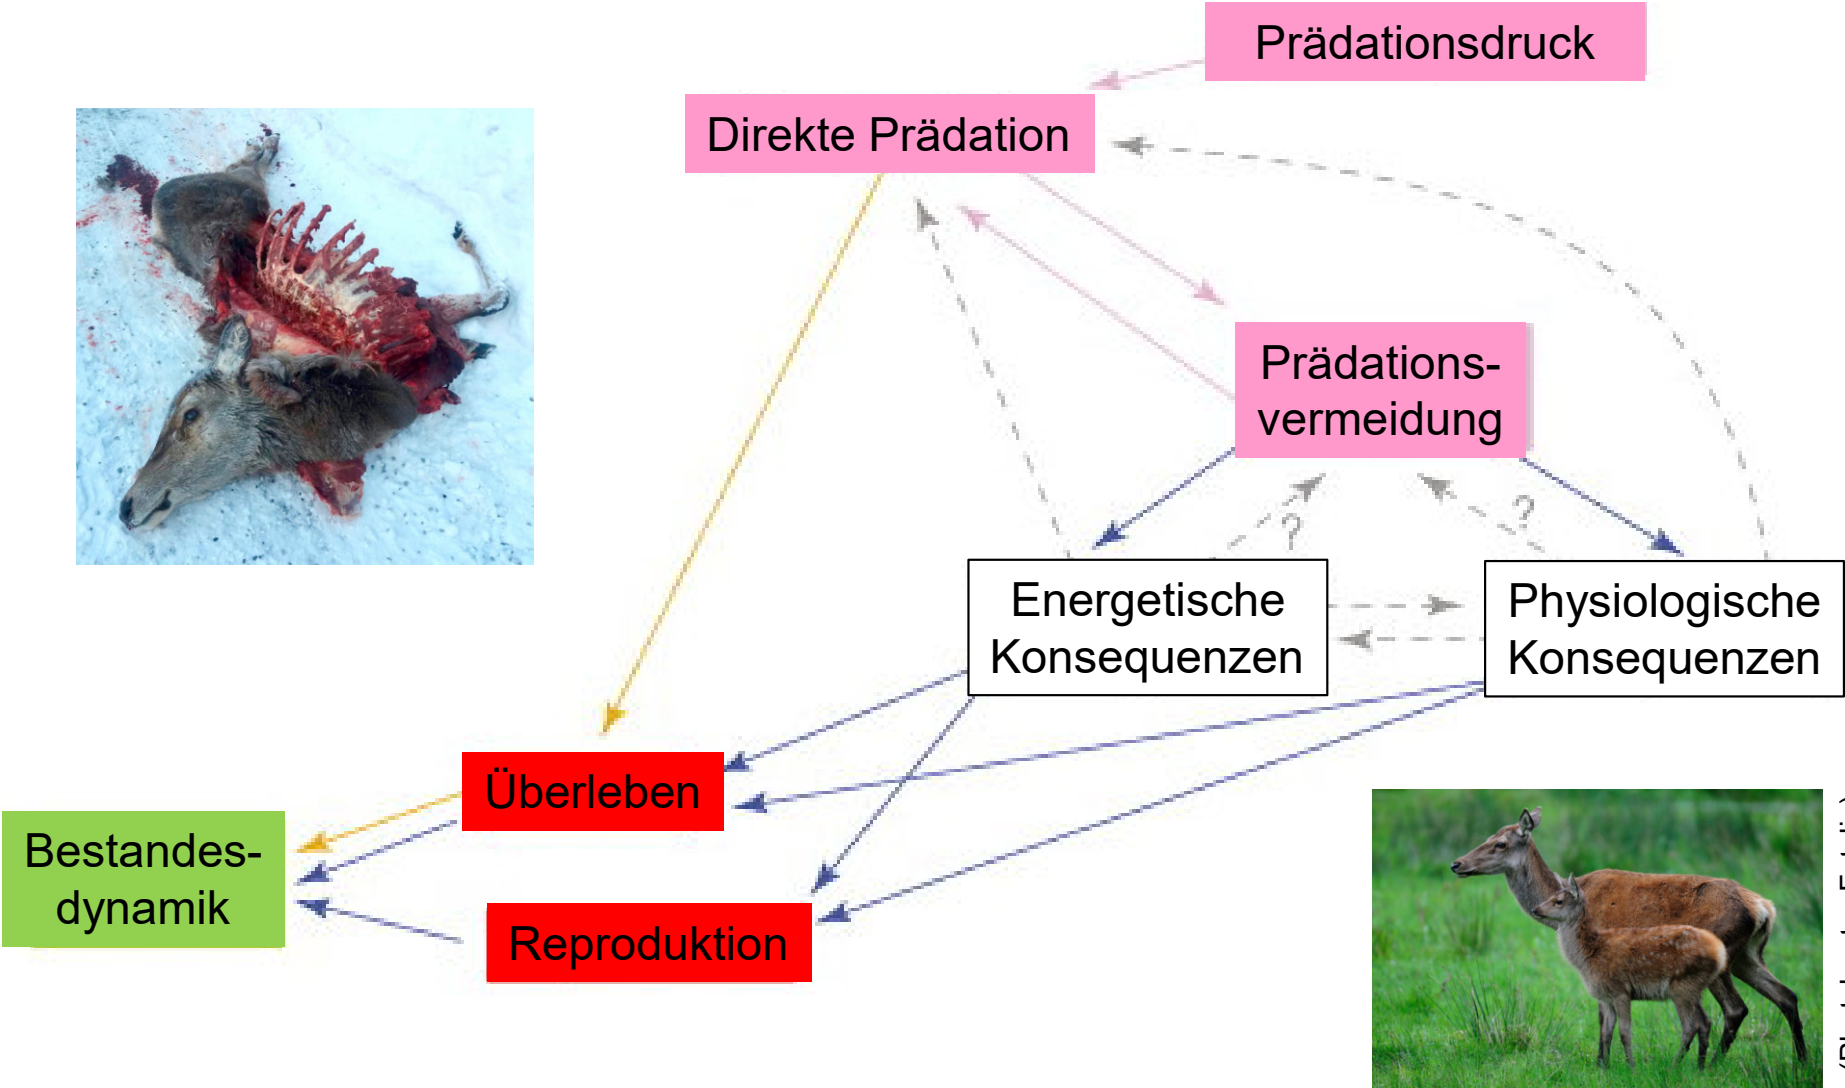 Prädationsdruck
Direkte Prädation
Prädations-
vermeidung
?
?
Energetische
Konsequenzen
Physiologische
Konsequenzen
Überleben
Bestandes-
dynamik
Reproduktion